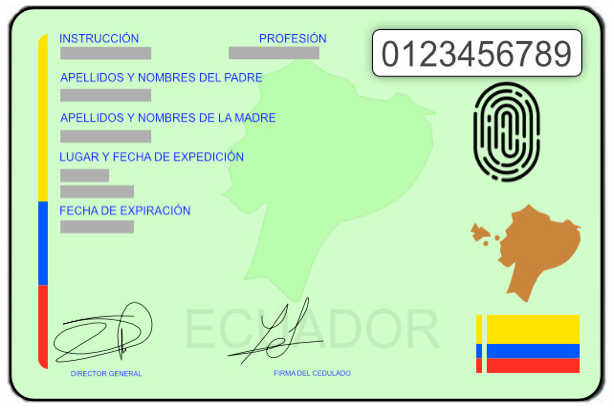 INSTRUCCIÓN PROFESIÓN
0123456789
APELLIDOS Y NOMBRES DEL PADRE
APELLIDOS Y NOMBRES DE LA MADRE
LUGAR Y FECHA DE EXPEDICIÓN
FECHA DE EXPIRACIÓN
ECUADOR
DIRECTOR GENERAL FIRMA DEL CEDULADO